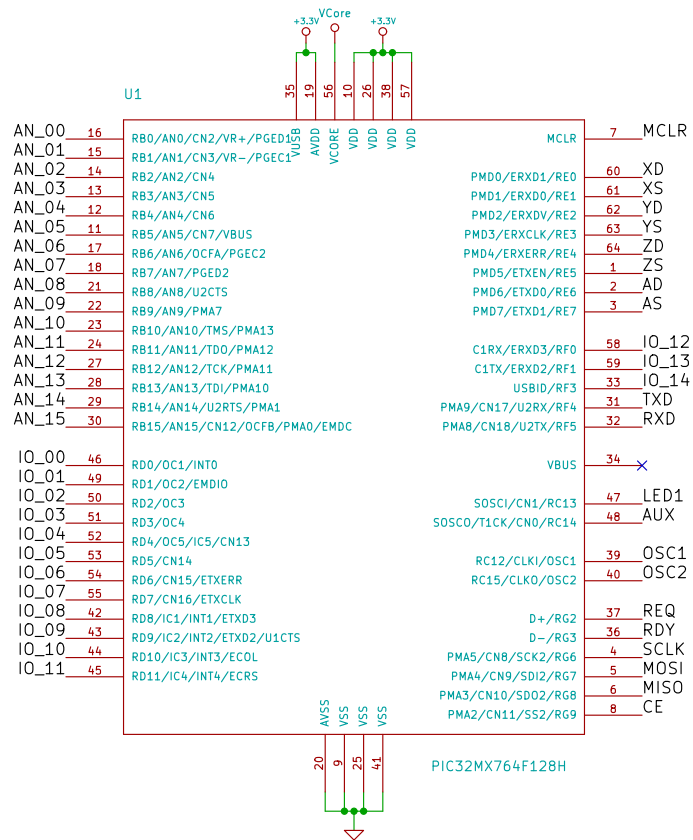 VCore
+3.3V
+3.3V
U1
35
19
56
10
26
38
57
VUSB
AVDD
VCORE
VDD
VDD
VDD
VDD
AN_00 16 RB0/AN0/CN2/VR+/PGED1
AN_01 15 RB1/AN1/CN3/VR-/PGEC1
AN_02 14 RB2/AN2/CN4
AN_03 13 RB3/AN3/CN5
AN_04 12 RB4/AN4/CN6
AN_05 11 RB5/AN5/CN7/VBUS
AN_06 17 RB6/AN6/OCFA/PGEC2
AN_07 18 RB7/AN7/PGED2
AN_08 21 RB8/AN8/U2CTS
AN_09 22 RB9/AN9/PMA7
AN_10 23 RB10/AN10/TMS/PMA13
AN_11 24 RB11/AN11/TDO/PMA12
AN_12 27 RB12/AN12/TCK/PMA11
AN_13 28 RB13/AN13/TDI/PMA10
AN_14 29 RB14/AN14/U2RTS/PMA1
AN_15 30 RB15/AN15/CN12/OCFB/PMA0/EMDC
IO_00 46 RD0/OC1/INT0
IO_01 49 RD1/OC2/EMDIO
IO_02 50 RD2/OC3
IO_03 51 RD3/OC4
IO_04 52 RD4/OC5/IC5/CN13
IO_05 53 RD5/CN14
IO_06 54 RD6/CN15/ETXERR
IO_07 55 RD7/CN16/ETXCLK
IO_08 42 RD8/IC1/INT1/ETXD3
IO_09 43 RD9/IC2/INT2/ETXD2/U1CTS
IO_10 44 RD10/IC3/INT3/ECOL
IO_11 45 RD11/IC4/INT4/ECRS
MCLR 7 MCLR
PMD0/ERXD1/RE0 60 XD
PMD1/ERXD0/RE1 61 XS
PMD2/ERXDV/RE2 62 YD
PMD3/ERXCLK/RE3 63 YS
PMD4/ERXERR/RE4 64 ZD
PMD5/ETXEN/RE5 1 ZS
PMD6/ETXD0/RE6 2 AD
PMD7/ETXD1/RE7 3 AS
C1RX/ERXD3/RF0 58 IO_12
C1TX/ERXD2/RF1 59 IO_13
USBID/RF3 33 IO_14
PMA9/CN17/U2RX/RF4 31 TXD
PMA8/CN18/U2TX/RF5 32 RXD
VBUS 34
SOSCI/CN1/RC13 47 LED1
SOSCO/T1CK/CN0/RC14 48 AUX
RC12/CLKI/OSC1 39 OSC1
RC15/CLKO/OSC2 40 OSC2
D+/RG2 37 REQ
D-/RG3 36 RDY
PMA5/CN8/SCK2/RG6 4 SCLK
PMA4/CN9/SDI2/RG7 5 MOSI
PMA3/CN10/SDO2/RG8 6 MISO
PMA2/CN11/SS2/RG9 8 CE
AVSS
VSS
VSS
VSS
20
9
25
41
PIC32MX764F128H